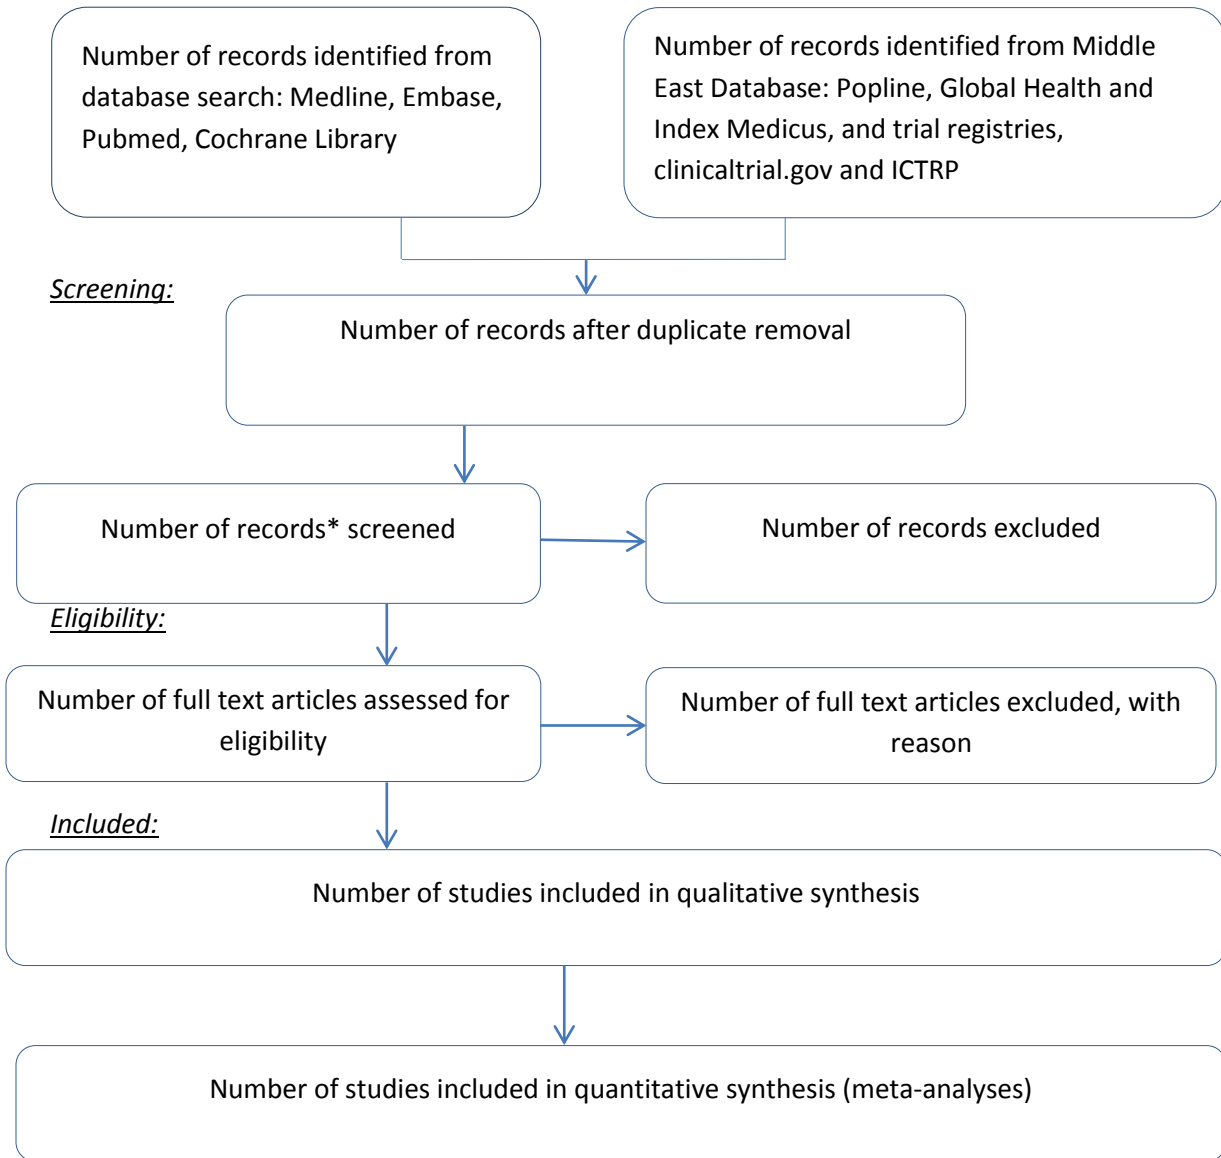 Number of records identified from
database search: Medline, Embase,
Pubmed, Cochrane Library
Number of records identified from Middle
East Database: Popline, Global Health and
Index Medicus, and trial registries,
clinicaltrial.gov and ICTRP
Screening:
Number of records after duplicate removal
Number of records* screened
Number of records excluded
Eligibility:
Number of full text articles assessed for
eligibility
Number of full text articles excluded, with
reason
Included:
Number of studies included in qualitative synthesis
Number of studies included in quantitative synthesis (meta-analyses)